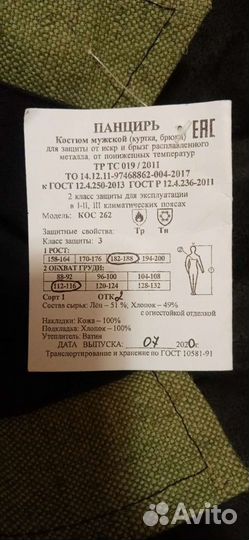 ПАНЦИРЬ
EAC
Костюм мужской (куртка, брюки)
для защиты от искр и брызг расплавленного
металла, от пониженных температур
ТР ТС 019 / 2011
ТО 14.12.11-97468862-004-2017
к ГОСТ 12.4.250-2013 ГОСТ Р 12.4.236-2011
2 класс защиты для эксплуатации
в I-II, III климатических поясах
Модель: КОС 262
Защитные свойства: Тр Тн
Класс защиты: 3
1 РОСТ:
158-164 170-176 182-188 194-200
2 ОБХВАТ ГРУДИ:
88-92 96-100 104-108
112-116 120-124 128-132
Сорт 1 ОТК 2
Состав сырья: Лён – 51 %; Хлопок – 49%
с огнестойкой отделкой
Накладки: Кожа – 100%
Подкладка: Хлопок – 100%
Утеплитель: Ватин
ДАТА ВЫПУСКА: 07 2020г.
Транспортирование и хранение по ГОСТ 10581-91
Avito